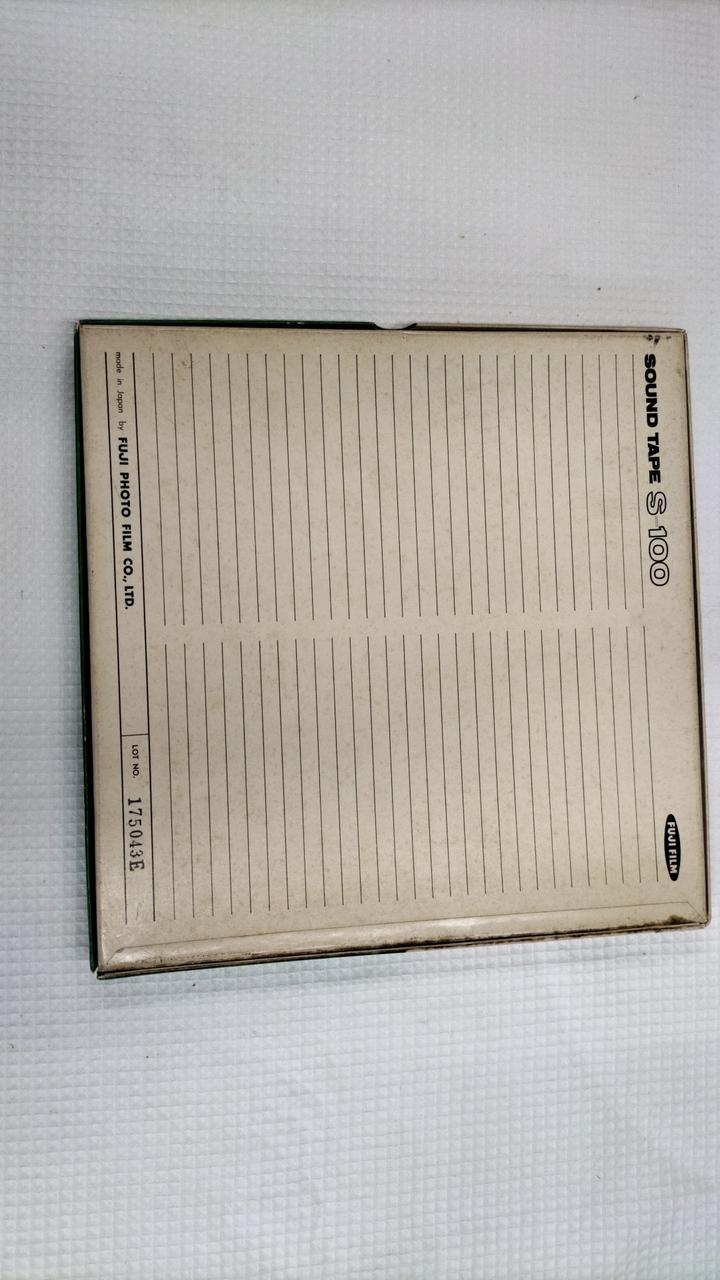 SOUND TAPE S-100
FUJI FILM
made in Japan by FUJI PHOTO FILM CO., LTD.
LOT NO. 175043E